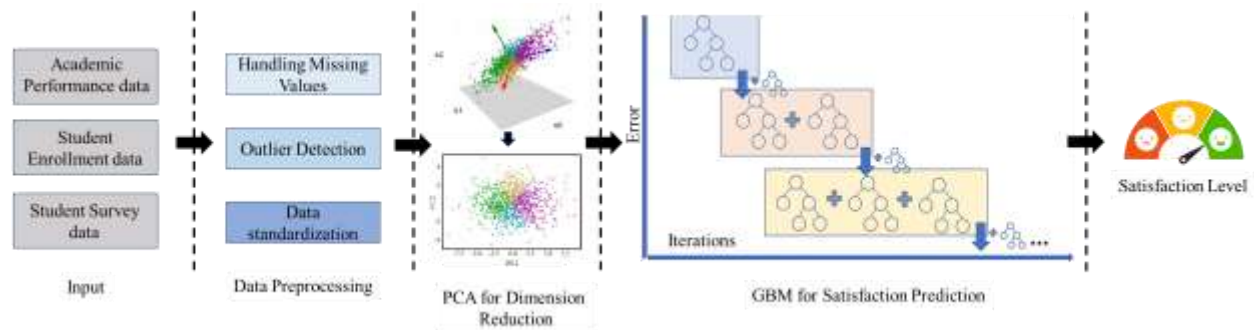 Academic
Performance data
Student
Enrollment data
Student Survey
data
Input
Handling Missing
Values
Outlier Detection
Data
standardization
Data Preprocessing
PCA for Dimension
Reduction
Error
Iterations
GBM for Satisfaction Prediction
Satisfaction Level